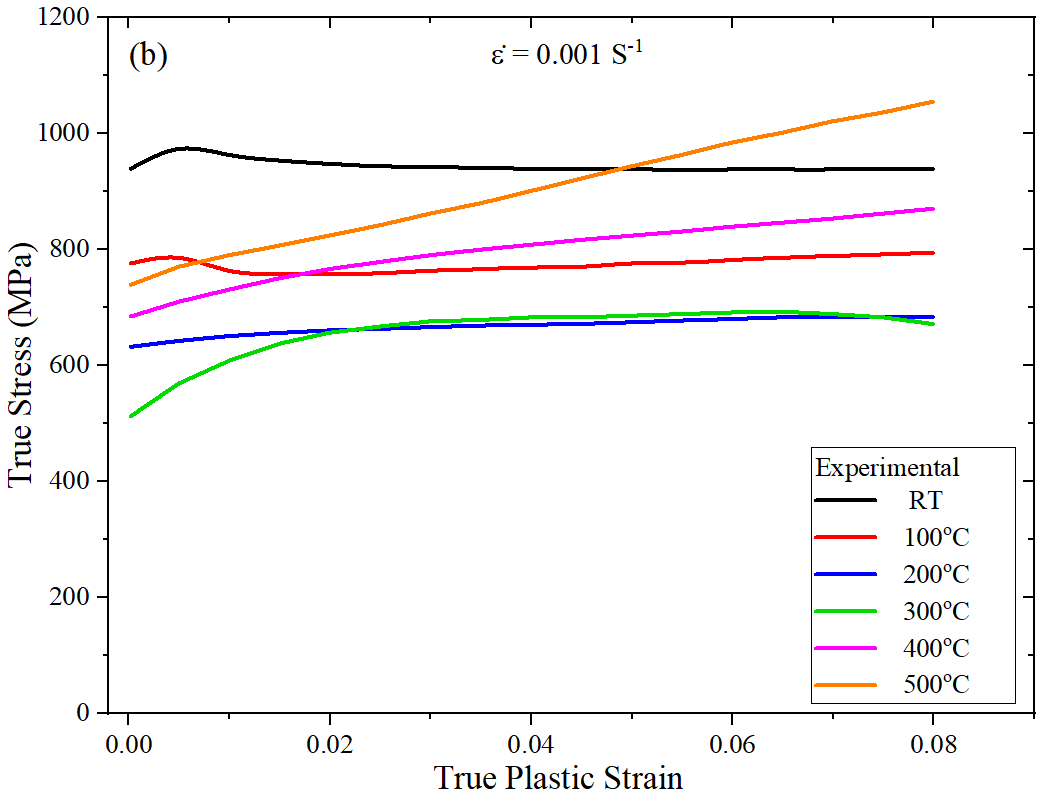 (b)
ε̇ = 0.001 S⁻¹
True Stress (MPa)
1200
1000
800
600
400
200
0
Experimental
RT
100°C
200°C
300°C
400°C
500°C
0.00 0.02 0.04 0.06 0.08
True Plastic Strain